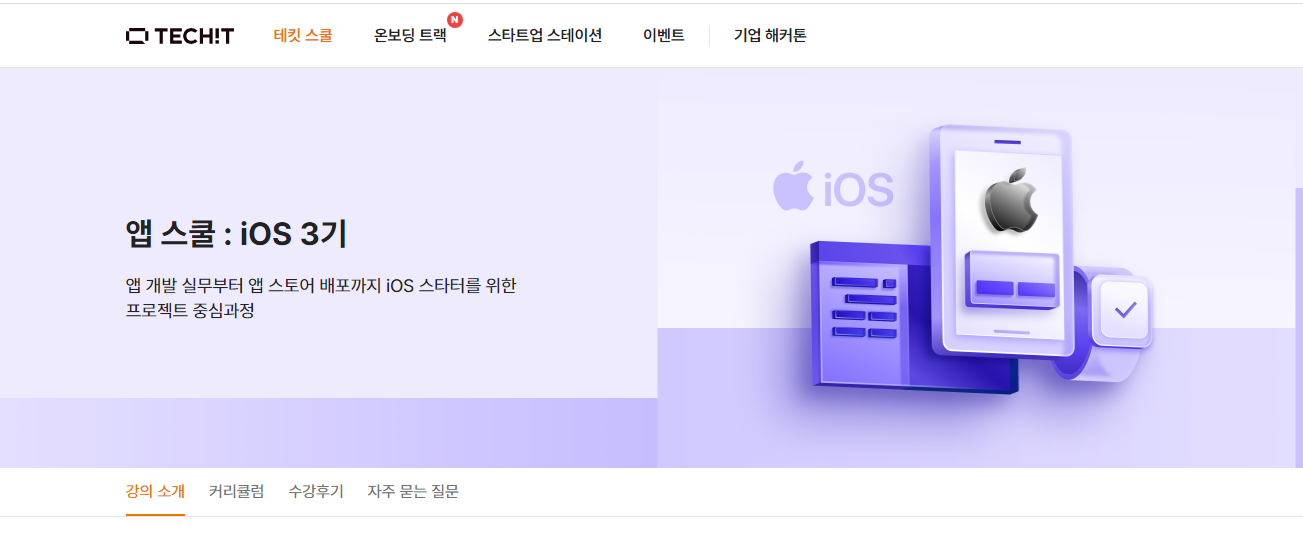 TECH!T 테킷 스쿨 온보딩 트랙 N 스타트업 스테이션 이벤트 기업 해커톤
iOS
앱 스쿨 : iOS 3기
앱 개발 실무부터 앱 스토어 배포까지 iOS 스타터를 위한
프로젝트 중심과정
강의 소개 커리큘럼 수강후기 자주 묻는 질문